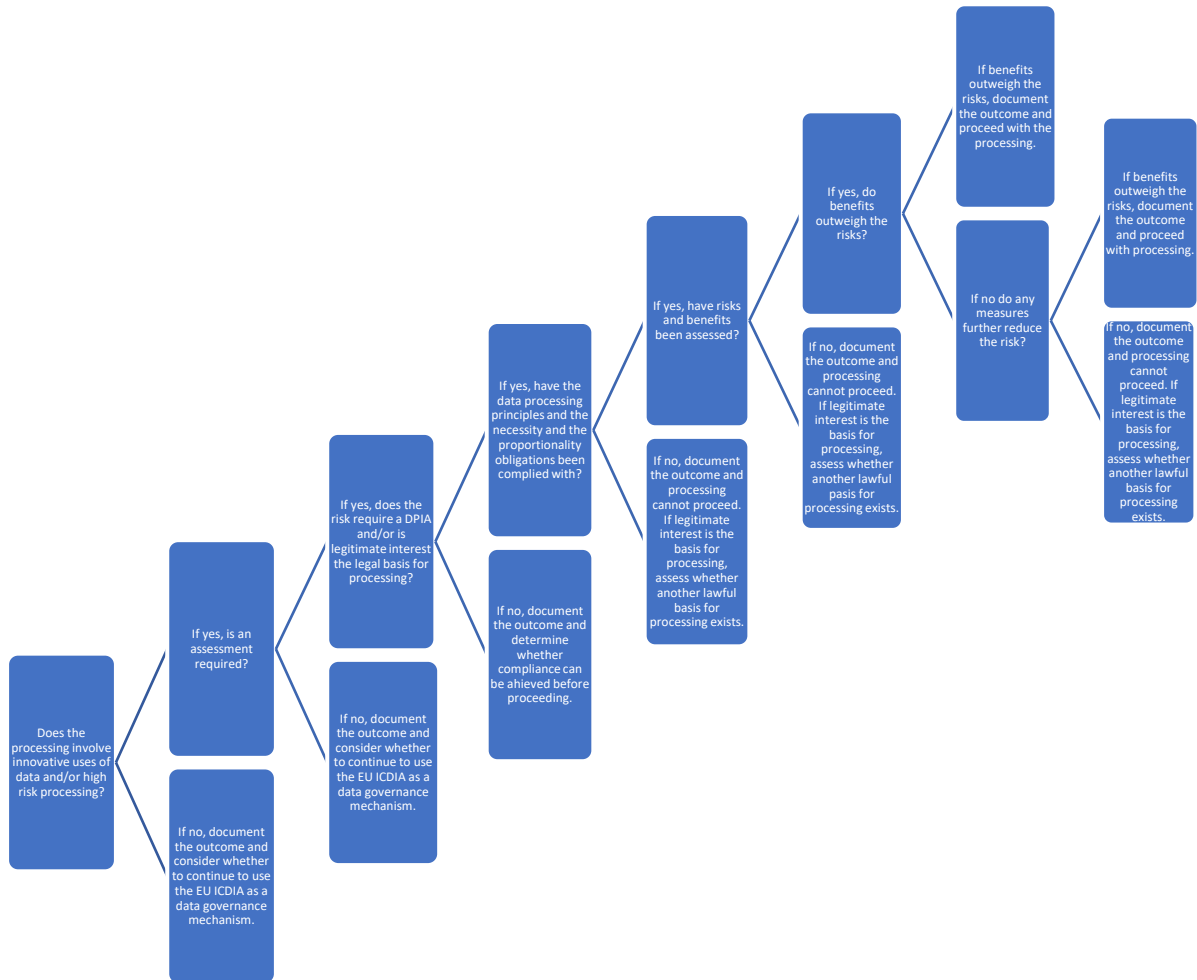 Does the
processing involve
innovative uses of
data and/or high
risk processing?
If yes, is an
assessment
required?
If no, document
the outcome and
consider whether
to continue to use
the EU ICDIA as a
data governance
mechanism.
If yes, does the
risk require a DPIA
and/or is
legitimate interest
the legal basis for
processing?
If no, document
the outcome and
consider whether
to continue to use
the EU ICDIA as a
data governance
mechanism.
If yes, have the
data processing
principles and the
necessity and the
proportionality
obligations been
complied with?
If no, document
the outcome and
determine
whether
compliance can
be ahieved before
proceeding.
If yes, have risks
and benefits
been assessed?
If no, document
the outcome and
processing
cannot proceed.
If legitimate
interest is the
basis for
processing,
assess whether
another lawful
basis for
processing exists.
If yes, do
benefits
outweigh the
risks?
If no, document
the outcome and
processing
cannot proceed.
If legitimate
interest is the
basis for
processing,
assess whether
another lawful
pasis for
processing exists.
If benefits
outweigh the
risks, document
the outcome and
proceed with the
processing.
If no do any
measures
further reduce
the risk?
If benefits
outweigh the
risks, document
the outcome
and proceed
with processing.
If no, document
the outcome
and processing
cannot
proceed. If
legitimate
interest is the
basis for
processing,
assess whether
another lawful
basis for
processing
exists.